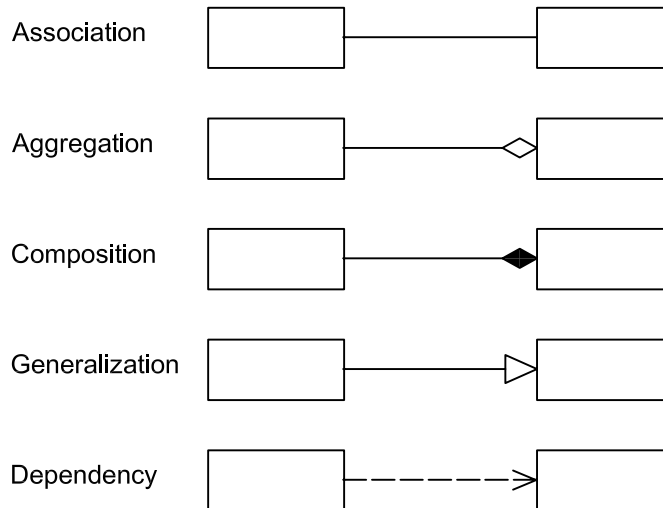 Association
Aggregation
Composition
Generalization
Dependency